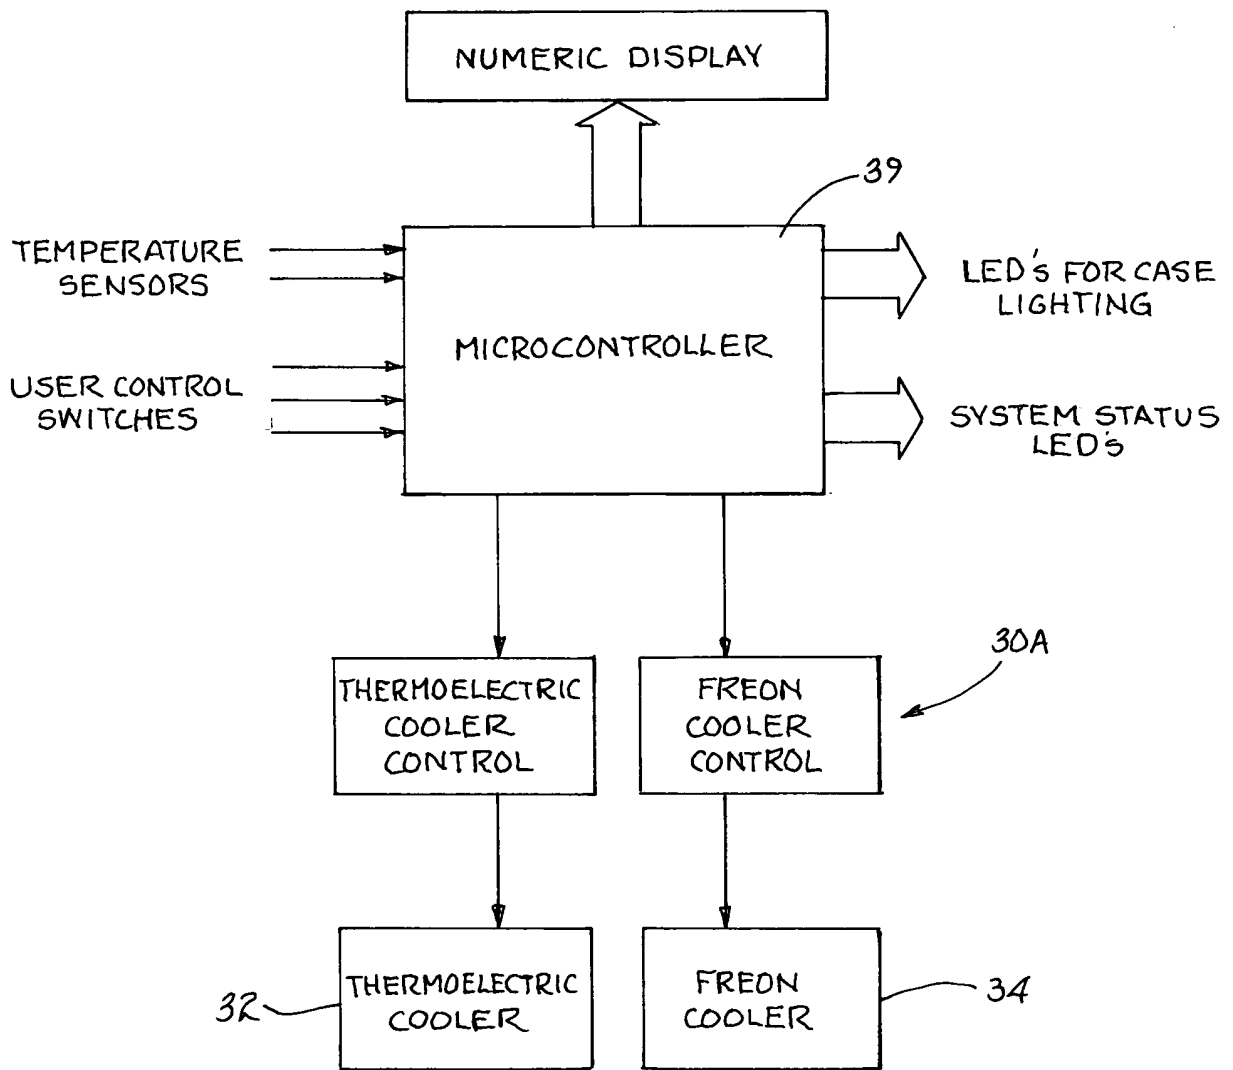 NUMERIC DISPLAY
39
TEMPERATURE
SENSORS
LED's FOR CASE
LIGHTING
MICROCONTROLLER
USER CONTROL
SWITCHES
SYSTEM STATUS
LED's
30A
THERMOELECTRIC
COOLER
CONTROL
FREON
COOLER
CONTROL
32
THERMOELECTRIC
COOLER
FREON
COOLER
34